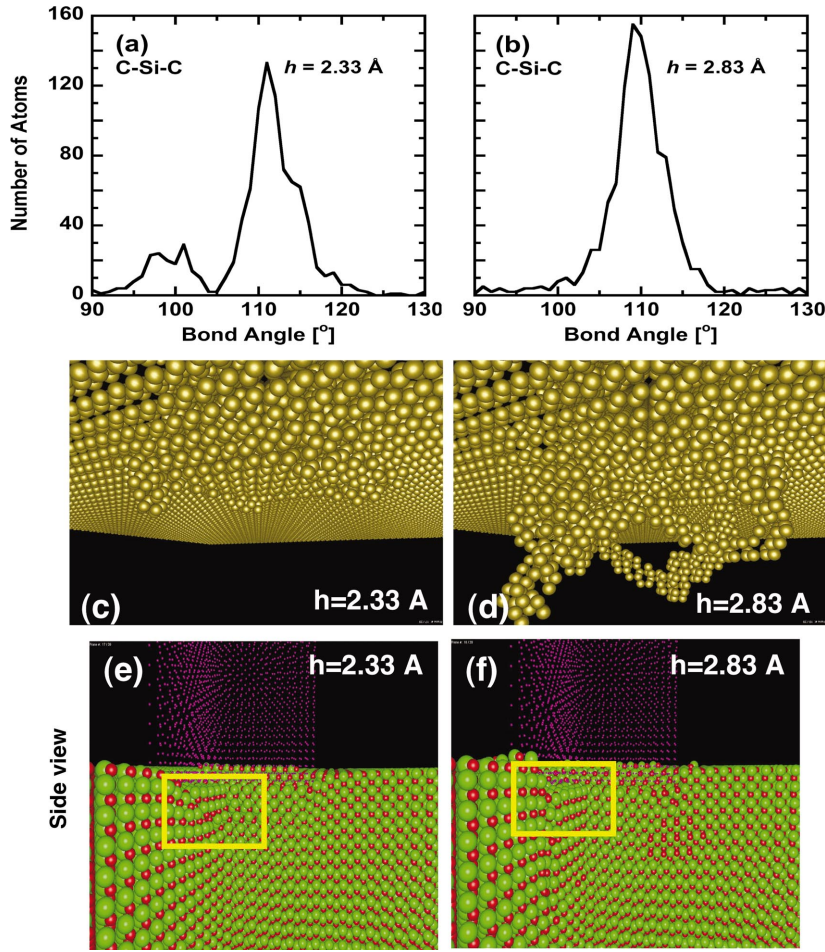 160
120
80
40
0
Number of Atoms
(a)
C-Si-C
h = 2.33 Å
90 100 110 120 130
Bond Angle [o]
(b)
C-Si-C
h = 2.83 Å
90 100 110 120 130
Bond Angle [o]
(c)
h=2.33 A
(d)
h=2.83 A
Side view
(e)
h=2.33 A
(f)
h=2.83 A